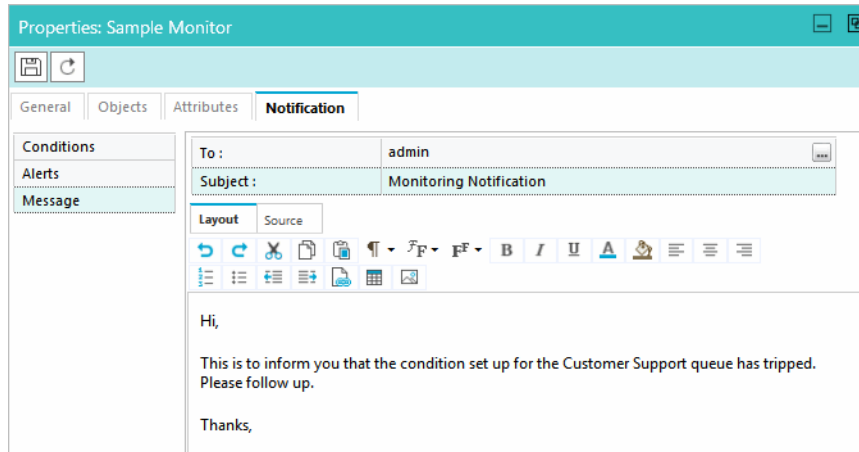 Properties: Sample Monitor
General Objects Attributes Notification
Conditions
Alerts
Message
To : admin ...
Subject : Monitoring Notification
Layout Source
B I U A
Hi,
This is to inform you that the condition set up for the Customer Support queue has tripped.
Please follow up.
Thanks,